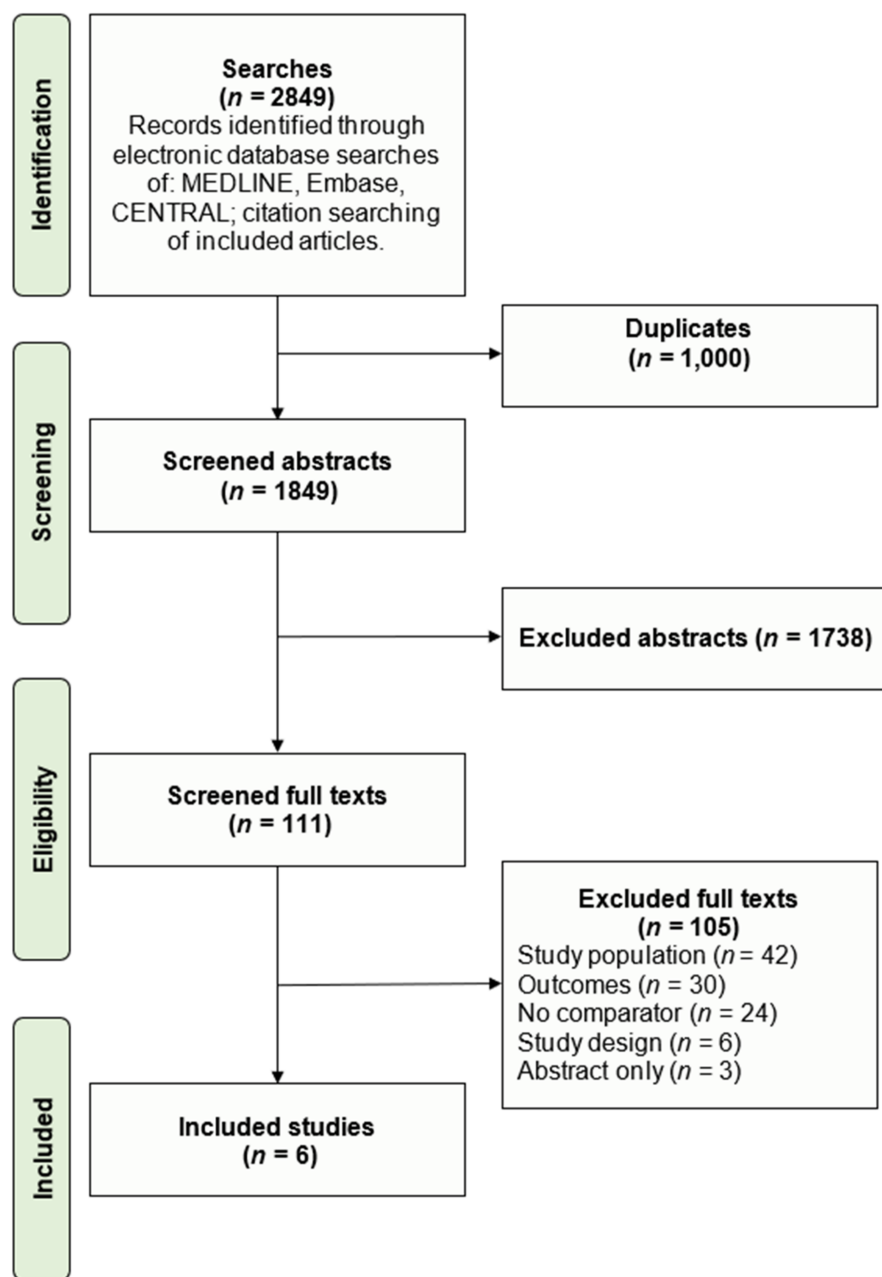 Identification
Searches
(n = 2849)
Records identified through
electronic database searches
of: MEDLINE, Embase,
CENTRAL; citation searching
of included articles.
Duplicates
(n = 1,000)
Screening
Screened abstracts
(n = 1849)
Excluded abstracts (n = 1738)
Eligibility
Screened full texts
(n = 111)
Excluded full texts
(n = 105)
Study population (n = 42)
Outcomes (n = 30)
No comparator (n = 24)
Study design (n = 6)
Abstract only (n = 3)
Included
Included studies
(n = 6)